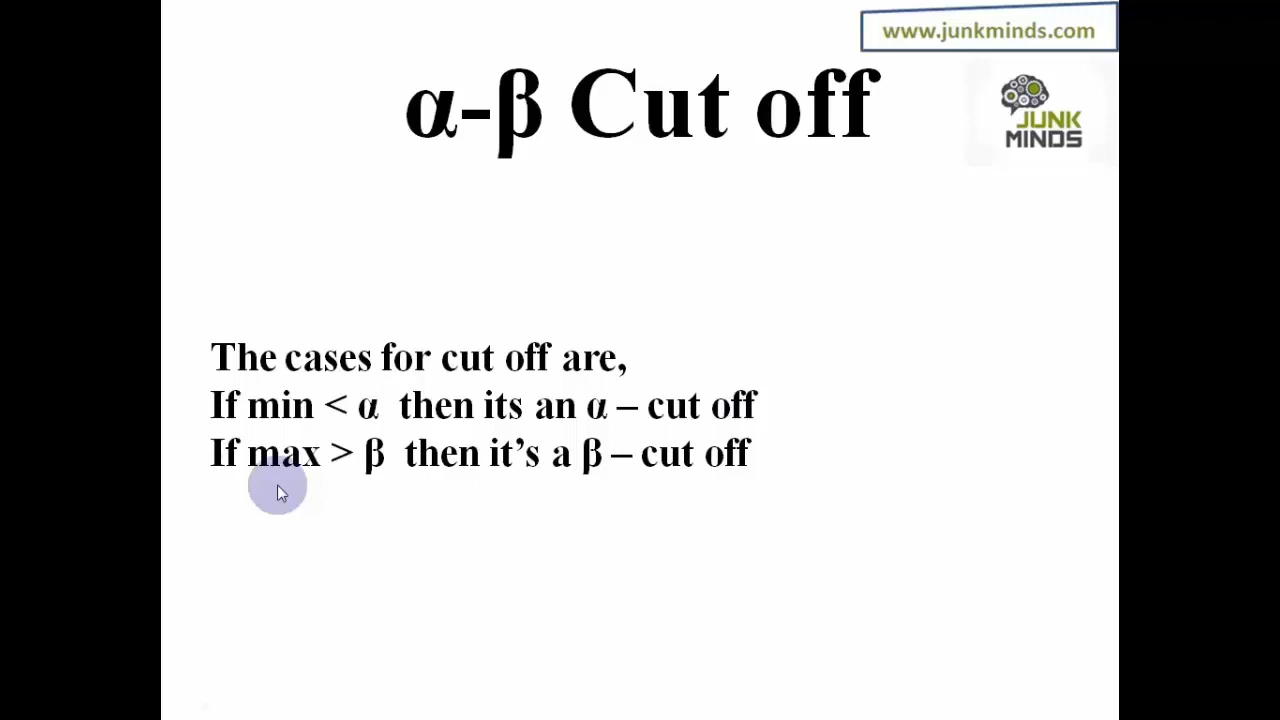 www.junkminds.com
α-β Cut off
JUNK
MINDS
The cases for cut off are,
If min < α then its an α – cut off
If max > β then it’s a β – cut off